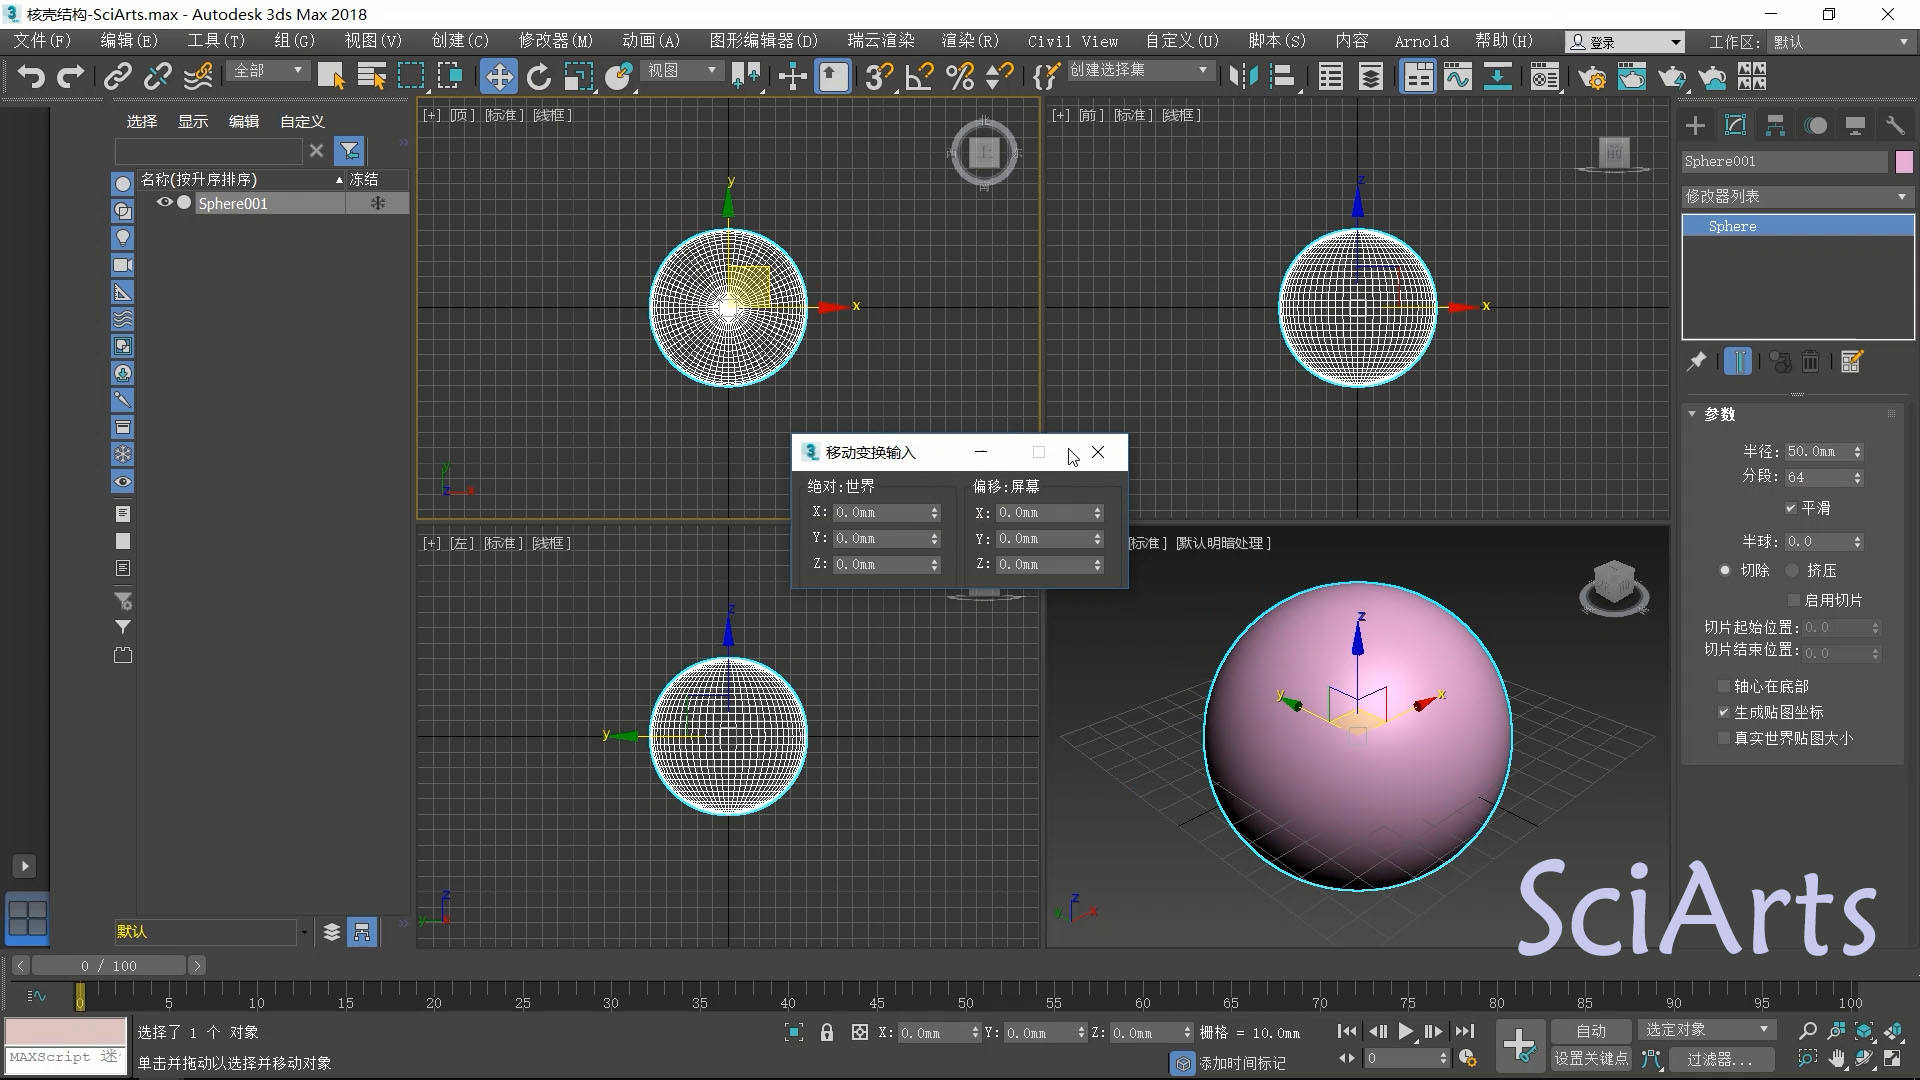 核壳结构-SciArts.max - Autodesk 3ds Max 2018
文件(F) 编辑(E) 工具(T) 组(G) 视图(V) 创建(C) 修改器(M) 动画(A) 图形编辑器(D) 瑞云渲染 渲染(R) Civil View 自定义(U) 脚本(S) 内容 Arnold 帮助(H) 登录 工作区: 默认
全部 视图 创建选择集
选择 显示 编辑 自定义
名称(按升序排序) 冻结
Sphere001
默认
[+] [顶] [标准] [线框]
[+] [前] [标准] [线框]
[+] [左] [标准] [线框]
标准] [默认明暗处理]
移动变换输入
绝对:世界 偏移:屏幕
X: 0.0mm X: 0.0mm
Y: 0.0mm Y: 0.0mm
Z: 0.0mm Z: 0.0mm
Sphere001
修改器列表
Sphere
参数
半径: 50.0mm
分段: 64
平滑
半球: 0.0
切除 挤压
启用切片
切片起始位置: 0.0
切片结束位置: 0.0
轴心在底部
生成贴图坐标
真实世界贴图大小
SciArts
0 / 100
0 5 10 15 20 25 30 35 40 45 50 55 60 65 70 75 80 85 90 95 100
选择了 1 个 对象 X: 0.0mm Y: 0.0mm Z: 0.0mm 栅格 = 10.0mm 自动 选定对象
MAXScript 迷 单击并拖动以选择并移动对象 添加时间标记 0 设置关键点 过滤器...